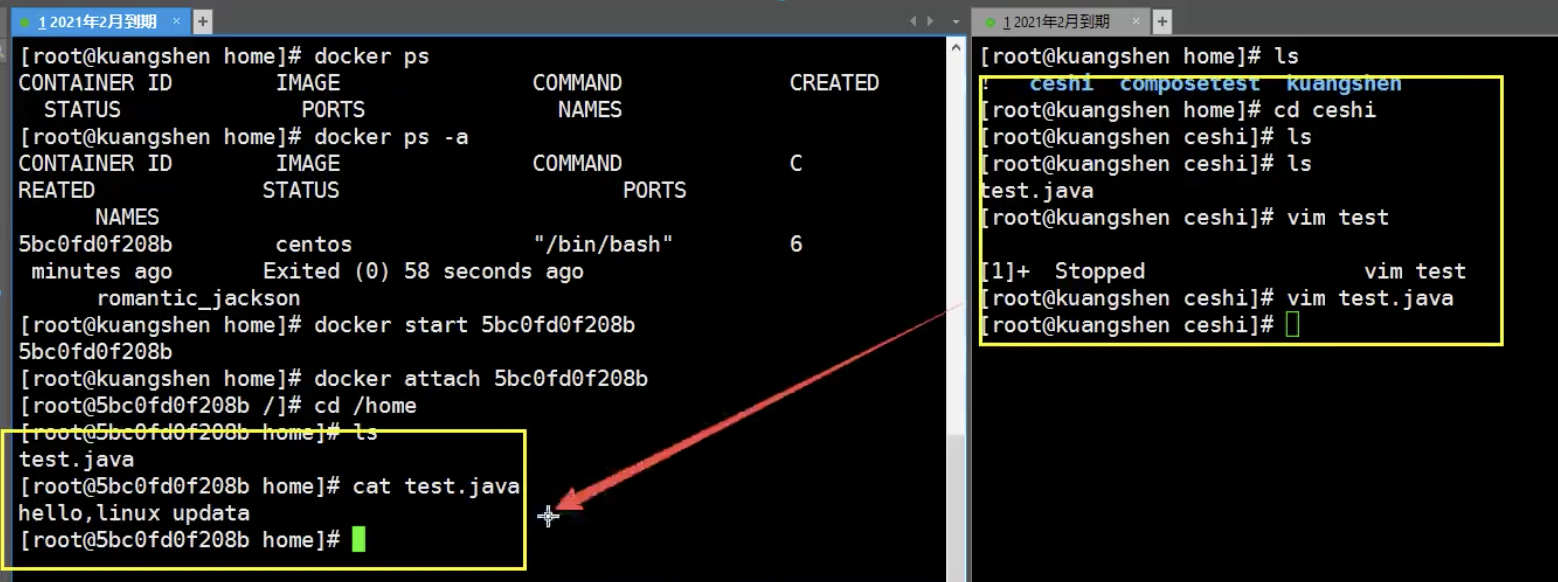 1 2021年2月到期 × +
[root@kuangshen home]# docker ps
CONTAINER ID        IMAGE               COMMAND             CREATED
  STATUS              PORTS               NAMES
[root@kuangshen home]# docker ps -a
CONTAINER ID        IMAGE               COMMAND             C
REATED             STATUS                      PORTS
      NAMES
5bc0fd0f208b        centos              "/bin/bash"         6
 minutes ago       Exited (0) 58 seconds ago
      romantic_jackson
[root@kuangshen home]# docker start 5bc0fd0f208b
5bc0fd0f208b
[root@kuangshen home]# docker attach 5bc0fd0f208b
[root@5bc0fd0f208b /]# cd /home
[root@5bc0fd0f208b home]# ls
test.java
[root@5bc0fd0f208b home]# cat test.java
hello,linux updata
[root@5bc0fd0f208b home]#
1 2021年2月到期 × +
[root@kuangshen home]# ls
!   ceshi  composetest  kuangshen
[root@kuangshen home]# cd ceshi
[root@kuangshen ceshi]# ls
[root@kuangshen ceshi]# ls
test.java
[root@kuangshen ceshi]# vim test
[1]+  Stopped                 vim test
[root@kuangshen ceshi]# vim test.java
[root@kuangshen ceshi]#